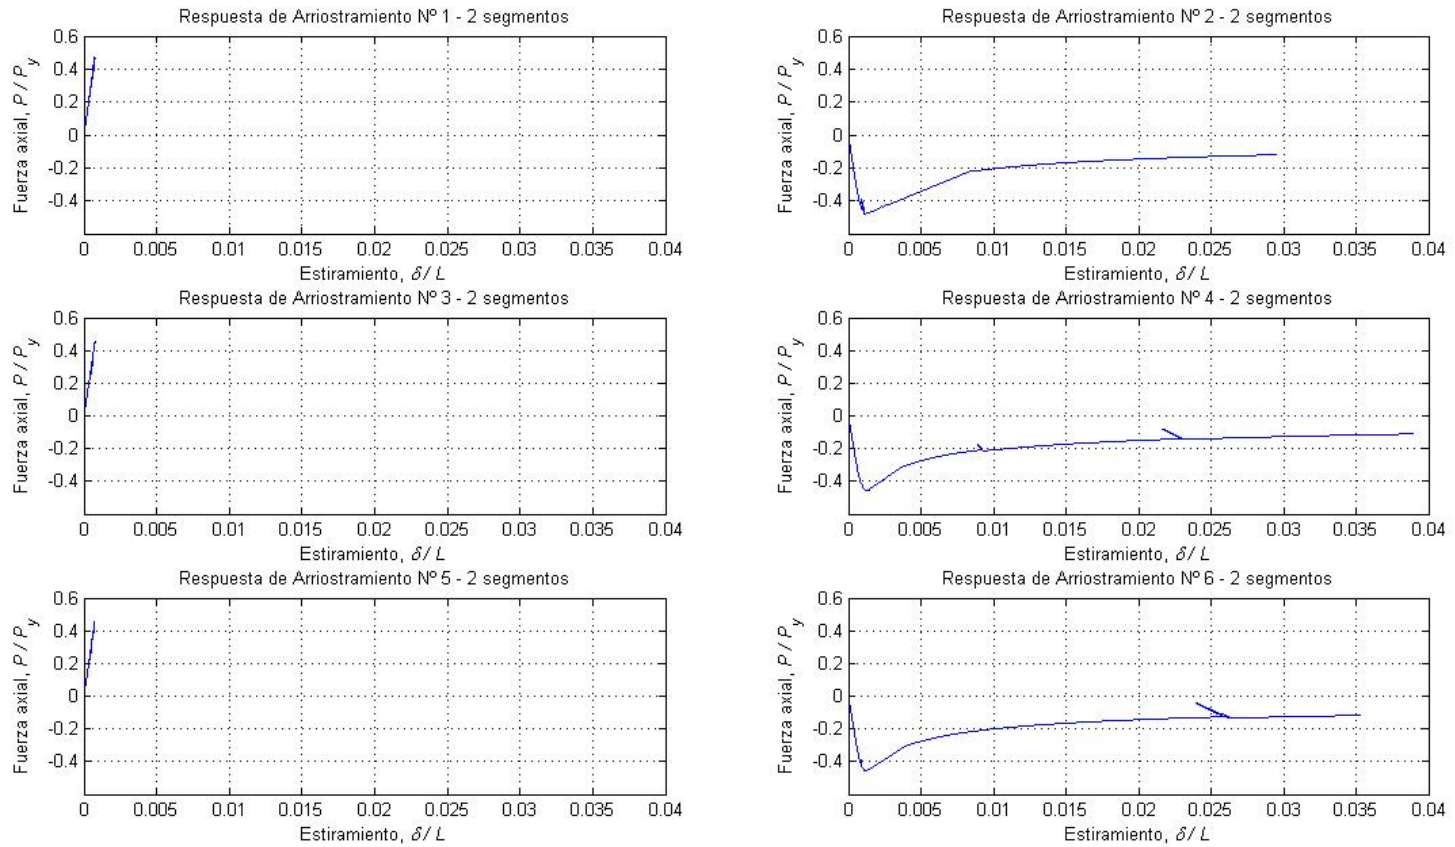 Respuesta de Arriostramiento Nº 1 - 2 segmentos
Fuerza axial, P / Py
0.6
0.4
0.2
0
-0.2
-0.4
0 0.005 0.01 0.015 0.02 0.025 0.03 0.035 0.04
Estiramiento, δ / L
Respuesta de Arriostramiento Nº 2 - 2 segmentos
Fuerza axial, P / Py
0.6
0.4
0.2
0
-0.2
-0.4
0 0.005 0.01 0.015 0.02 0.025 0.03 0.035 0.04
Estiramiento, δ / L
Respuesta de Arriostramiento Nº 3 - 2 segmentos
Fuerza axial, P / Py
0.6
0.4
0.2
0
-0.2
-0.4
0 0.005 0.01 0.015 0.02 0.025 0.03 0.035 0.04
Estiramiento, δ / L
Respuesta de Arriostramiento Nº 4 - 2 segmentos
Fuerza axial, P / Py
0.6
0.4
0.2
0
-0.2
-0.4
0 0.005 0.01 0.015 0.02 0.025 0.03 0.035 0.04
Estiramiento, δ / L
Respuesta de Arriostramiento Nº 5 - 2 segmentos
Fuerza axial, P / Py
0.6
0.4
0.2
0
-0.2
-0.4
0 0.005 0.01 0.015 0.02 0.025 0.03 0.035 0.04
Estiramiento, δ / L
Respuesta de Arriostramiento Nº 6 - 2 segmentos
Fuerza axial, P / Py
0.6
0.4
0.2
0
-0.2
-0.4
0 0.005 0.01 0.015 0.02 0.025 0.03 0.035 0.04
Estiramiento, δ / L